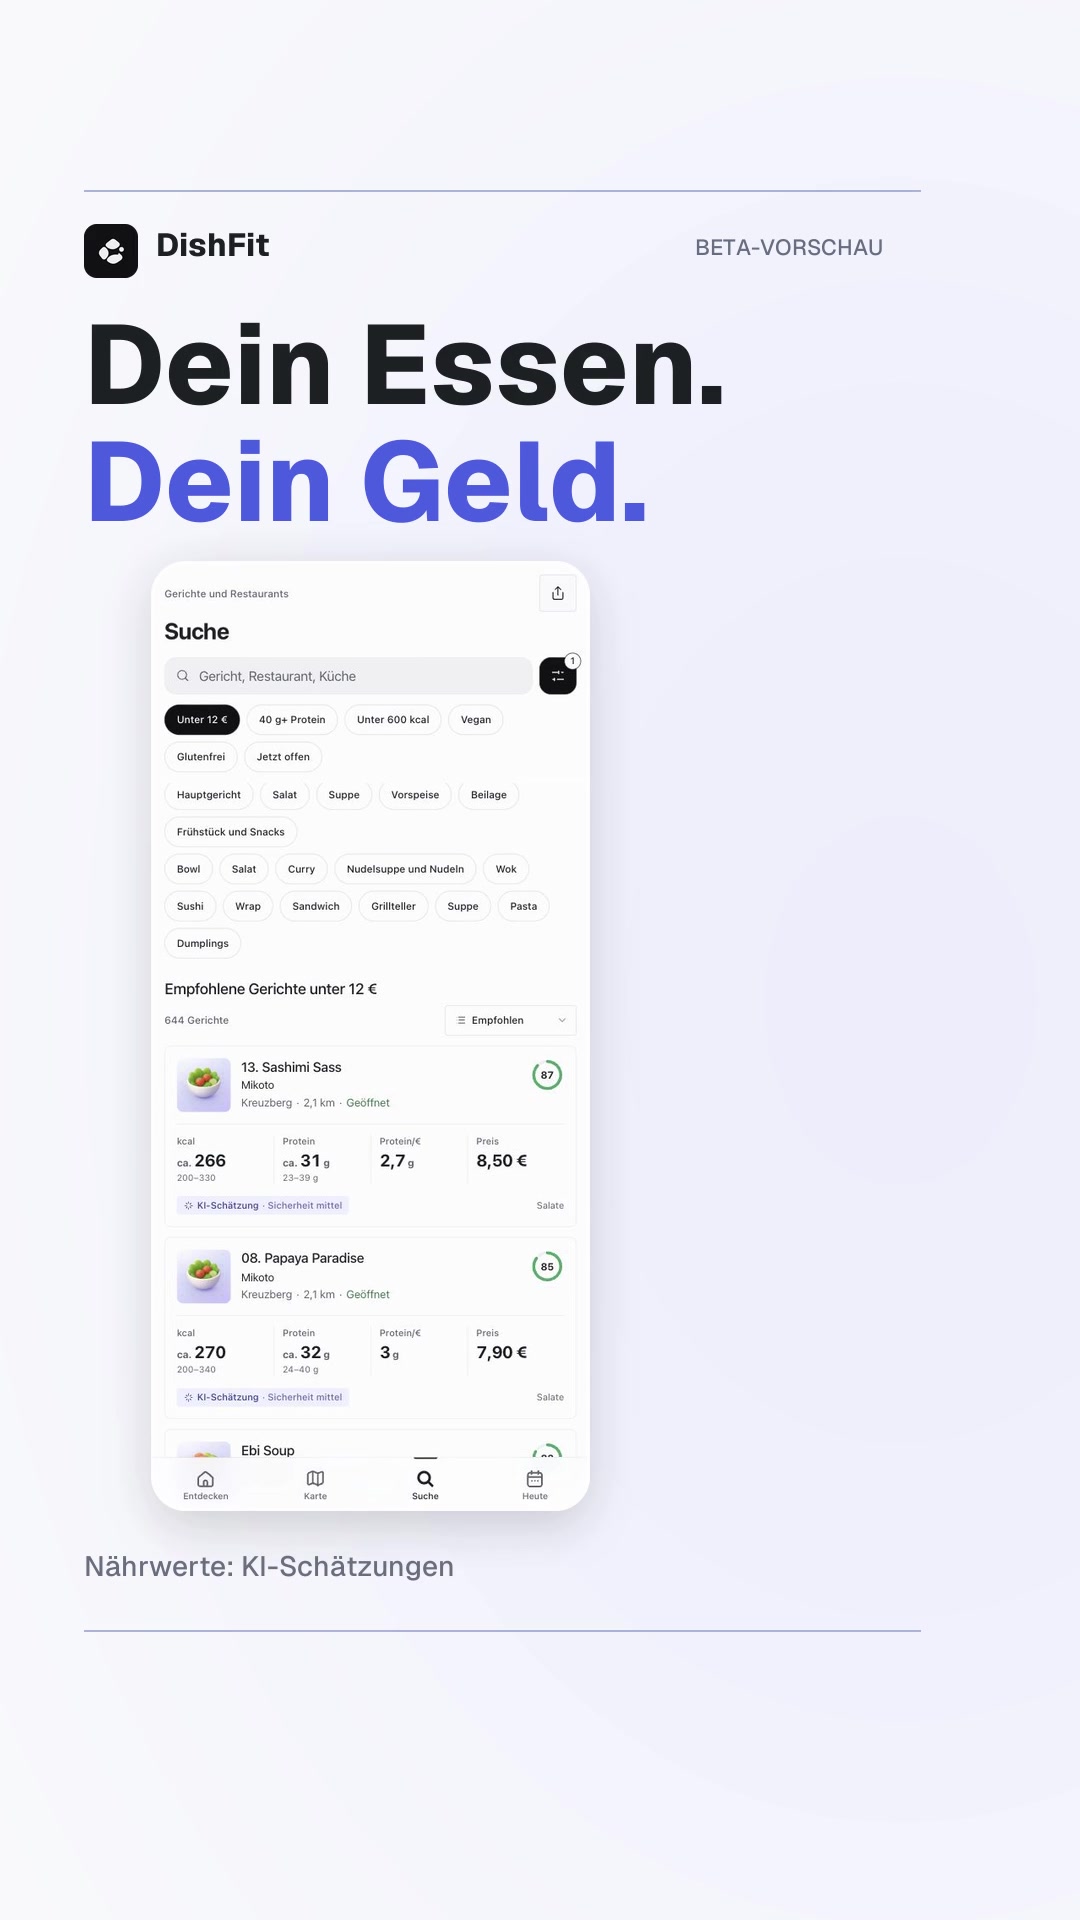 DishFit
BETA-VORSCHAU
Dein Essen.
Dein Geld.
Gerichte und Restaurants
Suche
Gericht, Restaurant, Küche
1
Unter 12 € 40 g+ Protein Unter 600 kcal Vegan
Glutenfrei Jetzt offen
Hauptgericht Salat Suppe Vorspeise Beilage
Frühstück und Snacks
Bowl Salat Curry Nudelsuppe und Nudeln Wok
Sushi Wrap Sandwich Grillteller Suppe Pasta
Dumplings
Empfohlene Gerichte unter 12 €
644 Gerichte Empfohlen
13. Sashimi Sass
87
Mikoto
Kreuzberg · 2,1 km · Geöffnet
kcal Protein Protein/€ Preis
ca. 266 ca. 31 g 2,7 g 8,50 €
200–330 23–39 g
KI-Schätzung · Sicherheit mittel Salate
08. Papaya Paradise
85
Mikoto
Kreuzberg · 2,1 km · Geöffnet
kcal Protein Protein/€ Preis
ca. 270 ca. 32 g 3 g 7,90 €
200–340 24–40 g
KI-Schätzung · Sicherheit mittel Salate
Ebi Soup
Entdecken Karte Suche Heute
Nährwerte: KI-Schätzungen